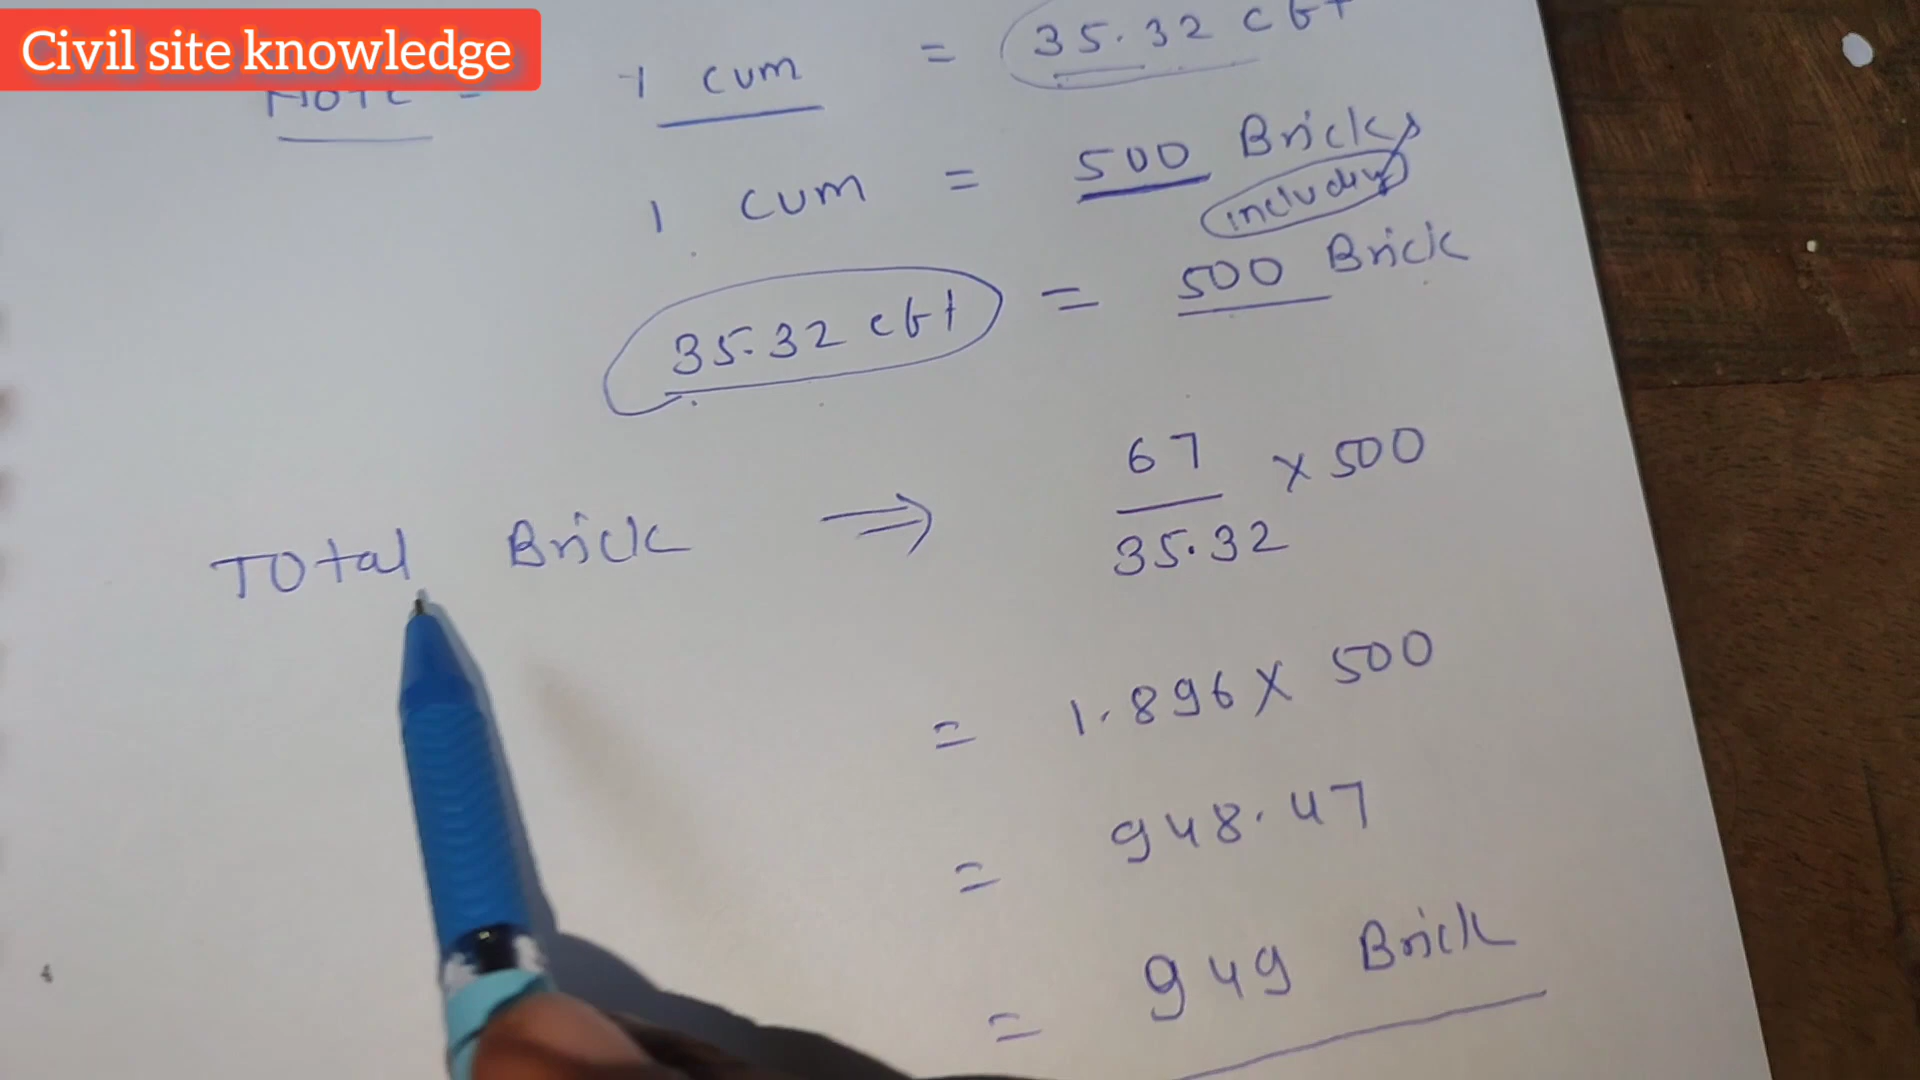 Civil site knowledge
NOTE = 1 cum = 35.32 cft
1 cum = 500 Bricks
including
35.32 cft = 500 Brick
Total Brick ⇒ 67/35.32 × 500
= 1.896 × 500
= 948.47
= 949 Brick